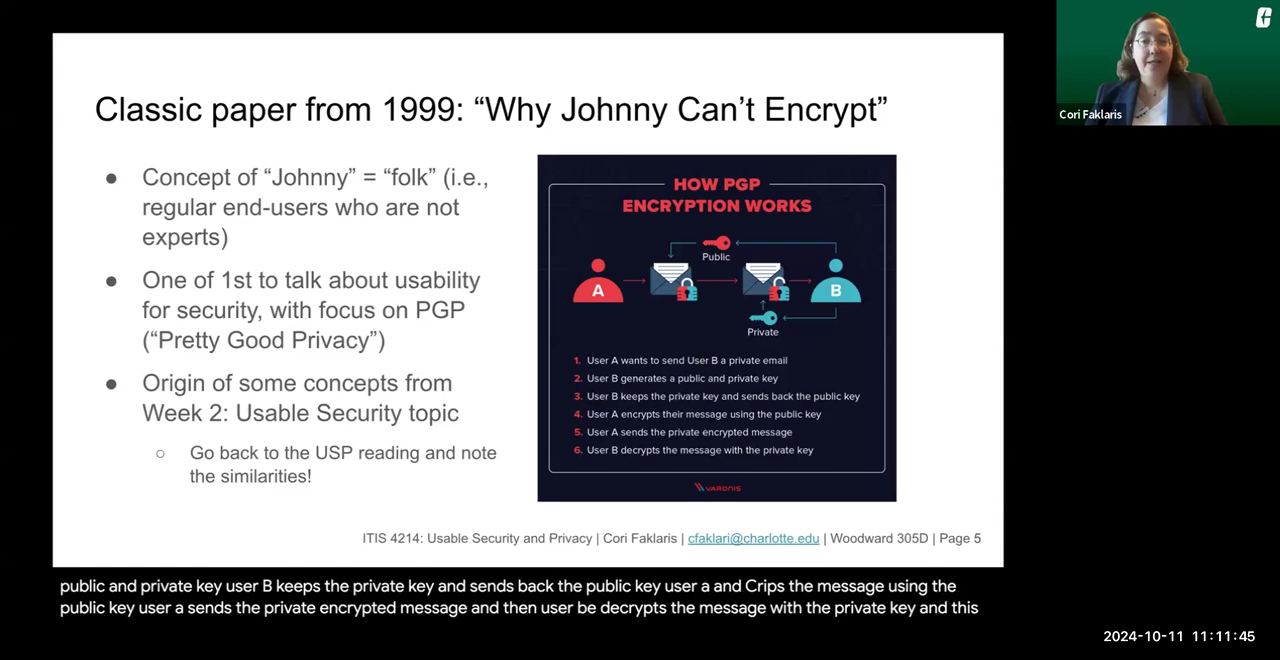 Classic paper from 1999: “Why Johnny Can’t Encrypt”
● Concept of “Johnny” = “folk” (i.e.,
regular end-users who are not
experts)
● One of 1st to talk about usability
for security, with focus on PGP
(“Pretty Good Privacy”)
● Origin of some concepts from
Week 2: Usable Security topic
○ Go back to the USP reading and note
the similarities!
HOW PGP
ENCRYPTION WORKS
Public
A
B
Private
1. User A wants to send User B a private email
2. User B generates a public and private key
3. User B keeps the private key and sends back the public key
4. User A encrypts their message using the public key
5. User A sends the private encrypted message
6. User B decrypts the message with the private key
VARONIS
ITIS 4214: Usable Security and Privacy | Cori Faklaris | cfaklari@charlotte.edu | Woodward 305D | Page 5
Cori Faklaris
public and private key user B keeps the private key and sends back the public key user a and Crips the message using the
public key user a sends the private encrypted message and then user be decrypts the message with the private key and this
2024-10-11 11:11:45